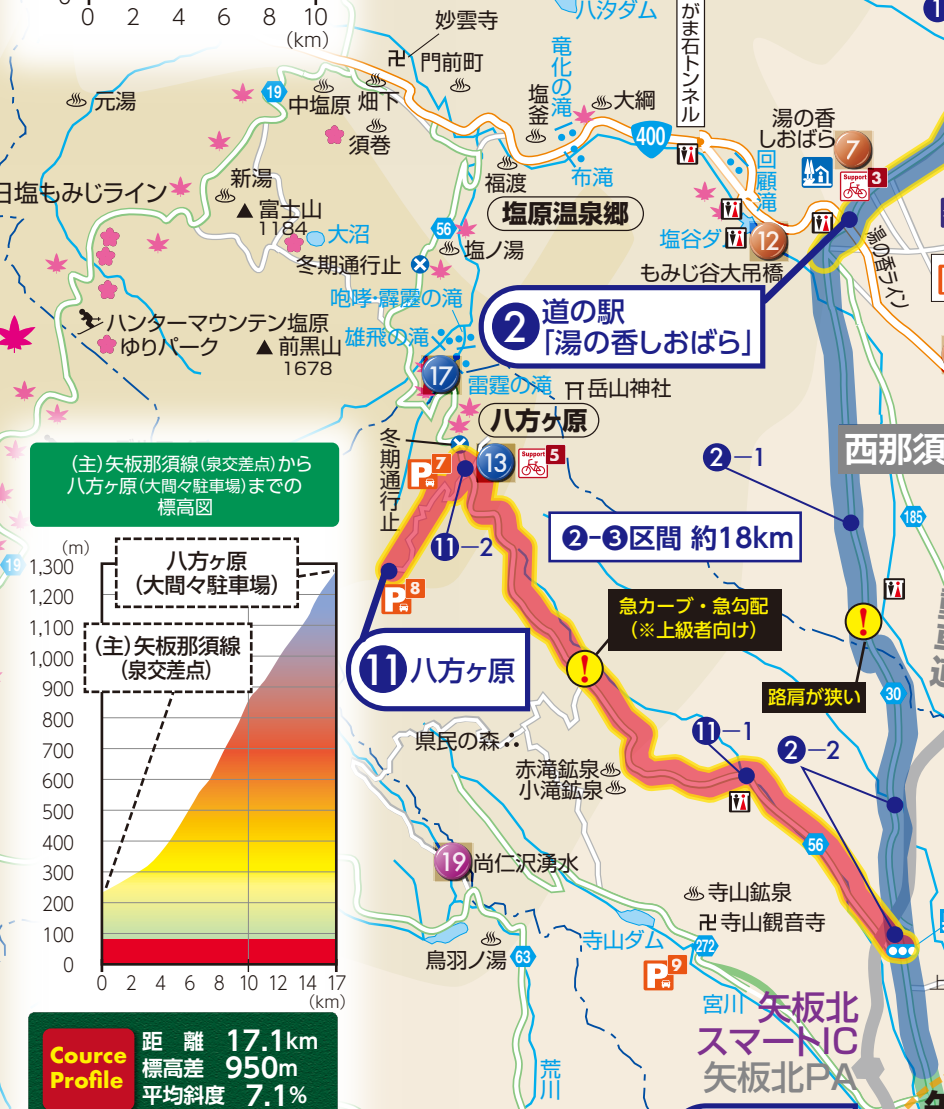 0 2 4 6 8 10
(km)
妙雲寺
門前町
元湯
19
中塩原
畑下
須巻
八汐ダム
竜化の滝
塩釜
大綱
がま石トンネル
400
湯の香
しおばら
7
Support 3
回顧滝
福渡
布滝
塩原温泉郷
日塩もみじライン
新湯
富士山
1184
大沼
冬期通行止
56
塩ノ湯
塩谷ダ
12
もみじ谷大吊橋
湯の香ライン
咆哮・霹靂の滝
2 道の駅
「湯の香しおばら」
ハンターマウンテン塩原
ゆりパーク
前黒山
1678
雄飛の滝
17
雷霆の滝
岳山神社
八方ヶ原
冬期通行止
P 7
13
Support 5
西那須
2-1
185
11-2
2-3区間 約18km
P 8
急カーブ・急勾配
(※上級者向け)
路肩が狭い
30
11 八方ヶ原
県民の森
11-1
2-2
赤滝鉱泉
小滝鉱泉
56
19 尚仁沢湧水
寺山鉱泉
寺山観音寺
鳥羽ノ湯
63
寺山ダム
272
P 9
宮川
矢板北
スマートIC
矢板北PA
荒川
上
(主)矢板那須線(泉交差点)から
八方ヶ原(大間々駐車場)までの
標高図
19
(m)
1,300
1,200
1,100
1,000
900
800
700
600
500
400
300
200
100
0
八方ヶ原
(大間々駐車場)
(主)矢板那須線
(泉交差点)
0 2 4 6 8 10 12 14 17
(km)
Cource
Profile
距 離 17.1km
標高差 950m
平均斜度 7.1%